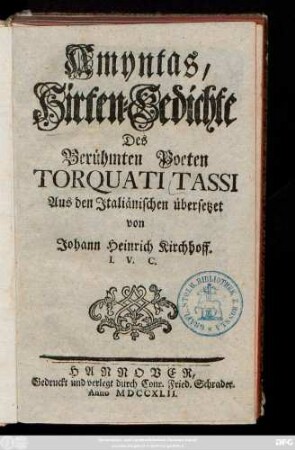 Amyntas,
Hirten-Gedichte
Des
Berühmten Poeten
TORQUATI TASSI
Aus den Italiänischen übersetzet
von
Johann Heinrich Kirchhoff.
I. V. C.
HANNOVER,
Gedruckt und verlegt durch Conr. Fried. Schrader.
Anno MDCCXLII.